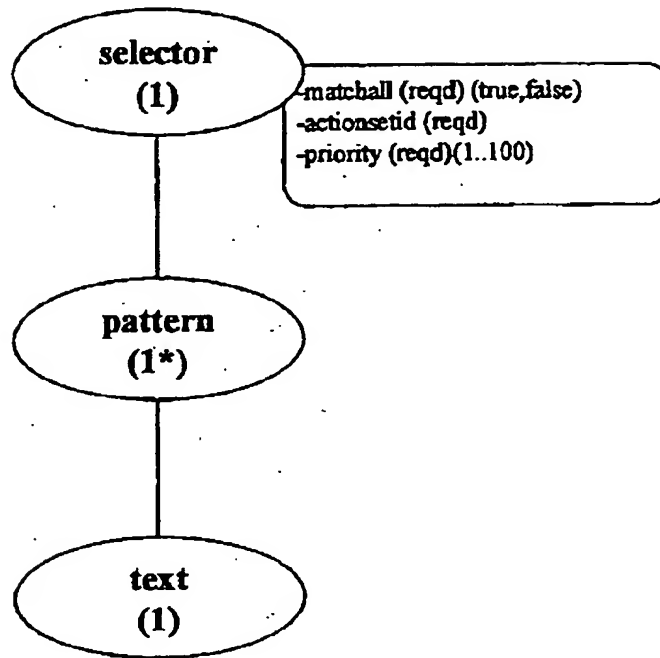 selector
(1)
-matchall (reqd) (true,false)
-actionsetid (reqd)
-priority (reqd)(1..100)
pattern
(1*)
text
(1)